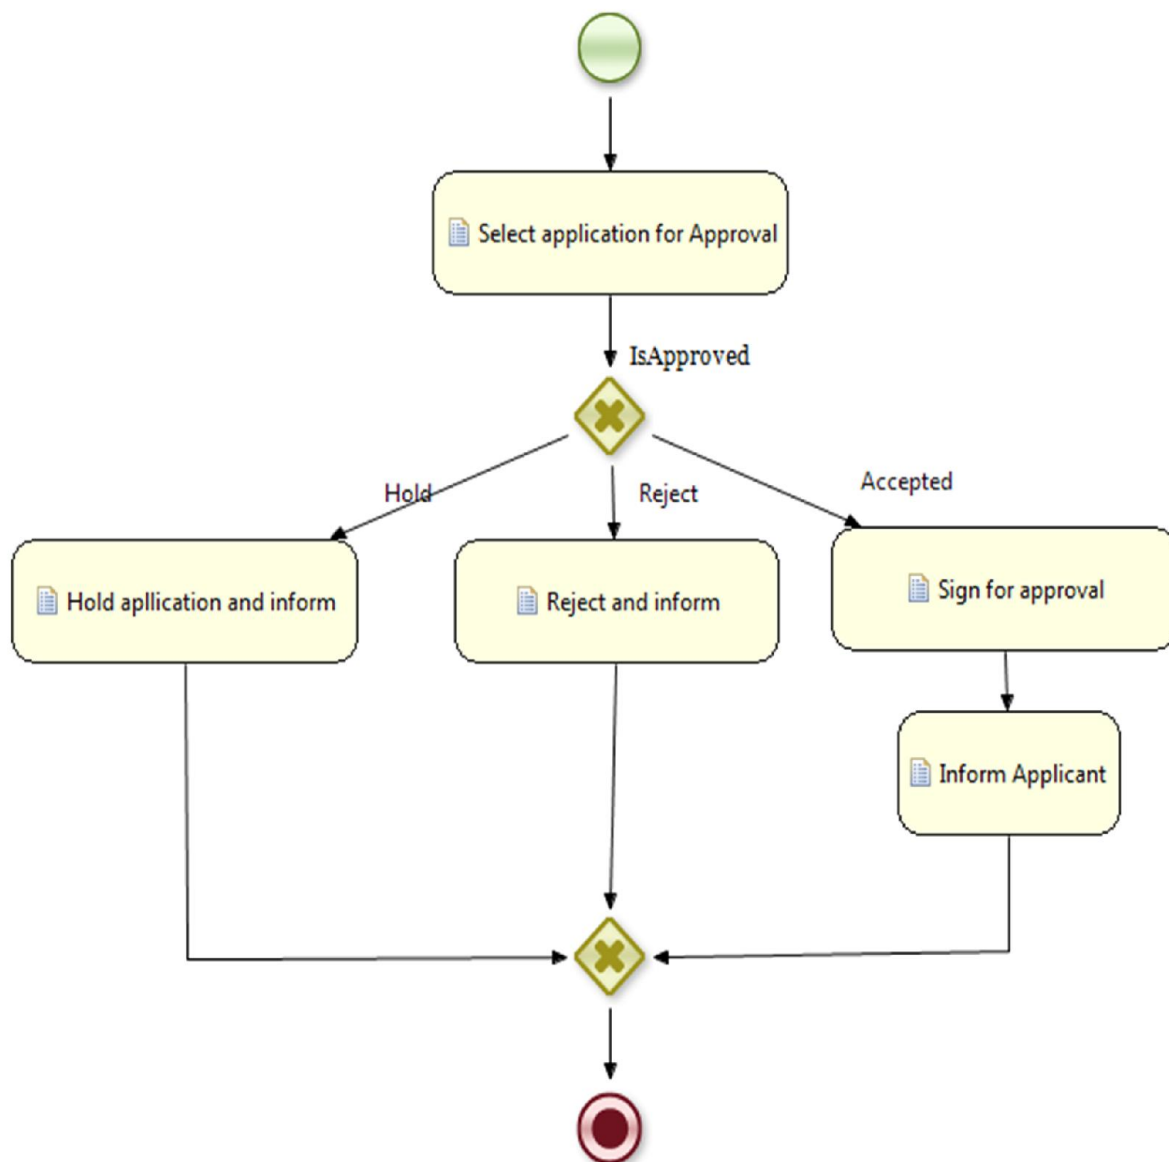 Select application for Approval
IsApproved
Hold
Reject
Accepted
Hold apllication and inform
Reject and inform
Sign for approval
Inform Applicant